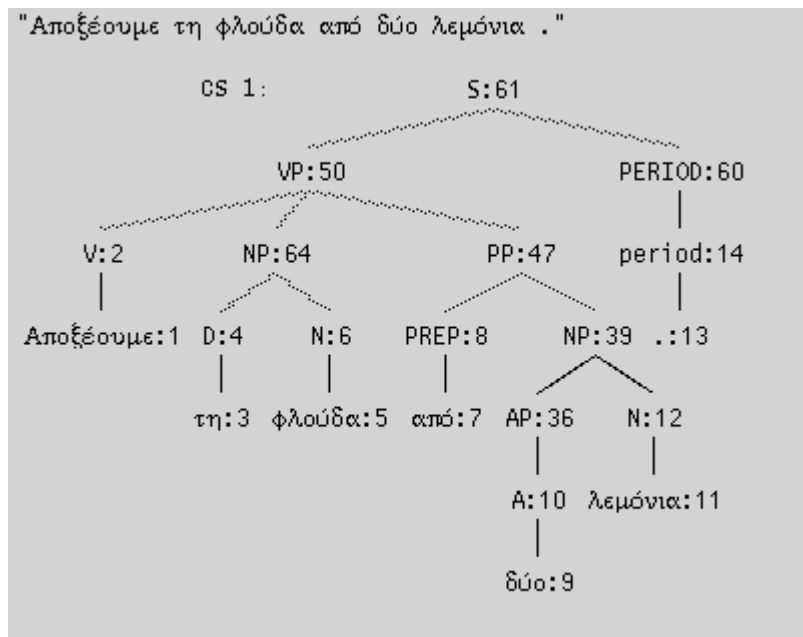 "Αποξέουμε τη φλούδα από δύο λεμόνια ."
CS 1: S:61
VP:50 PERIOD:60
V:2 NP:64 PP:47 period:14
Αποξέουμε:1 D:4 N:6 PREP:8 NP:39 .:13
τη:3 φλούδα:5 από:7 AP:36 N:12
A:10 λεμόνια:11
δύο:9